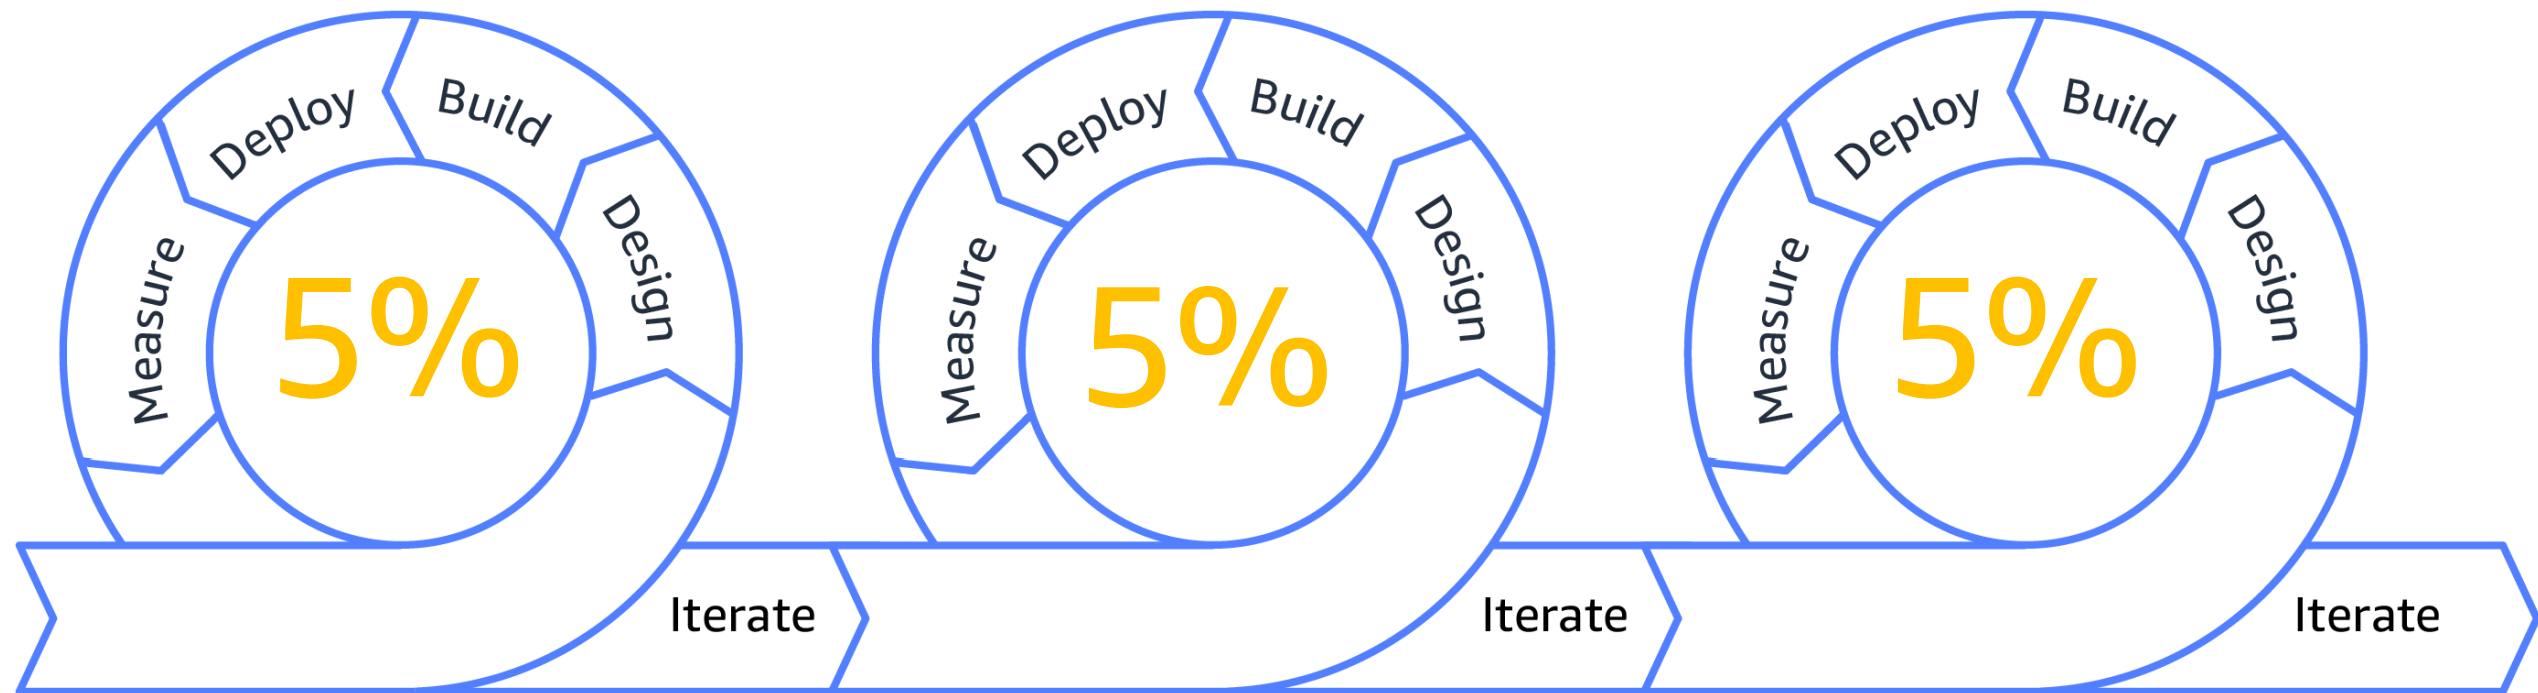 Design
Build
Deploy
Measure
5%
Iterate
Design
Build
Deploy
Measure
5%
Iterate
Design
Build
Deploy
Measure
5%
Iterate